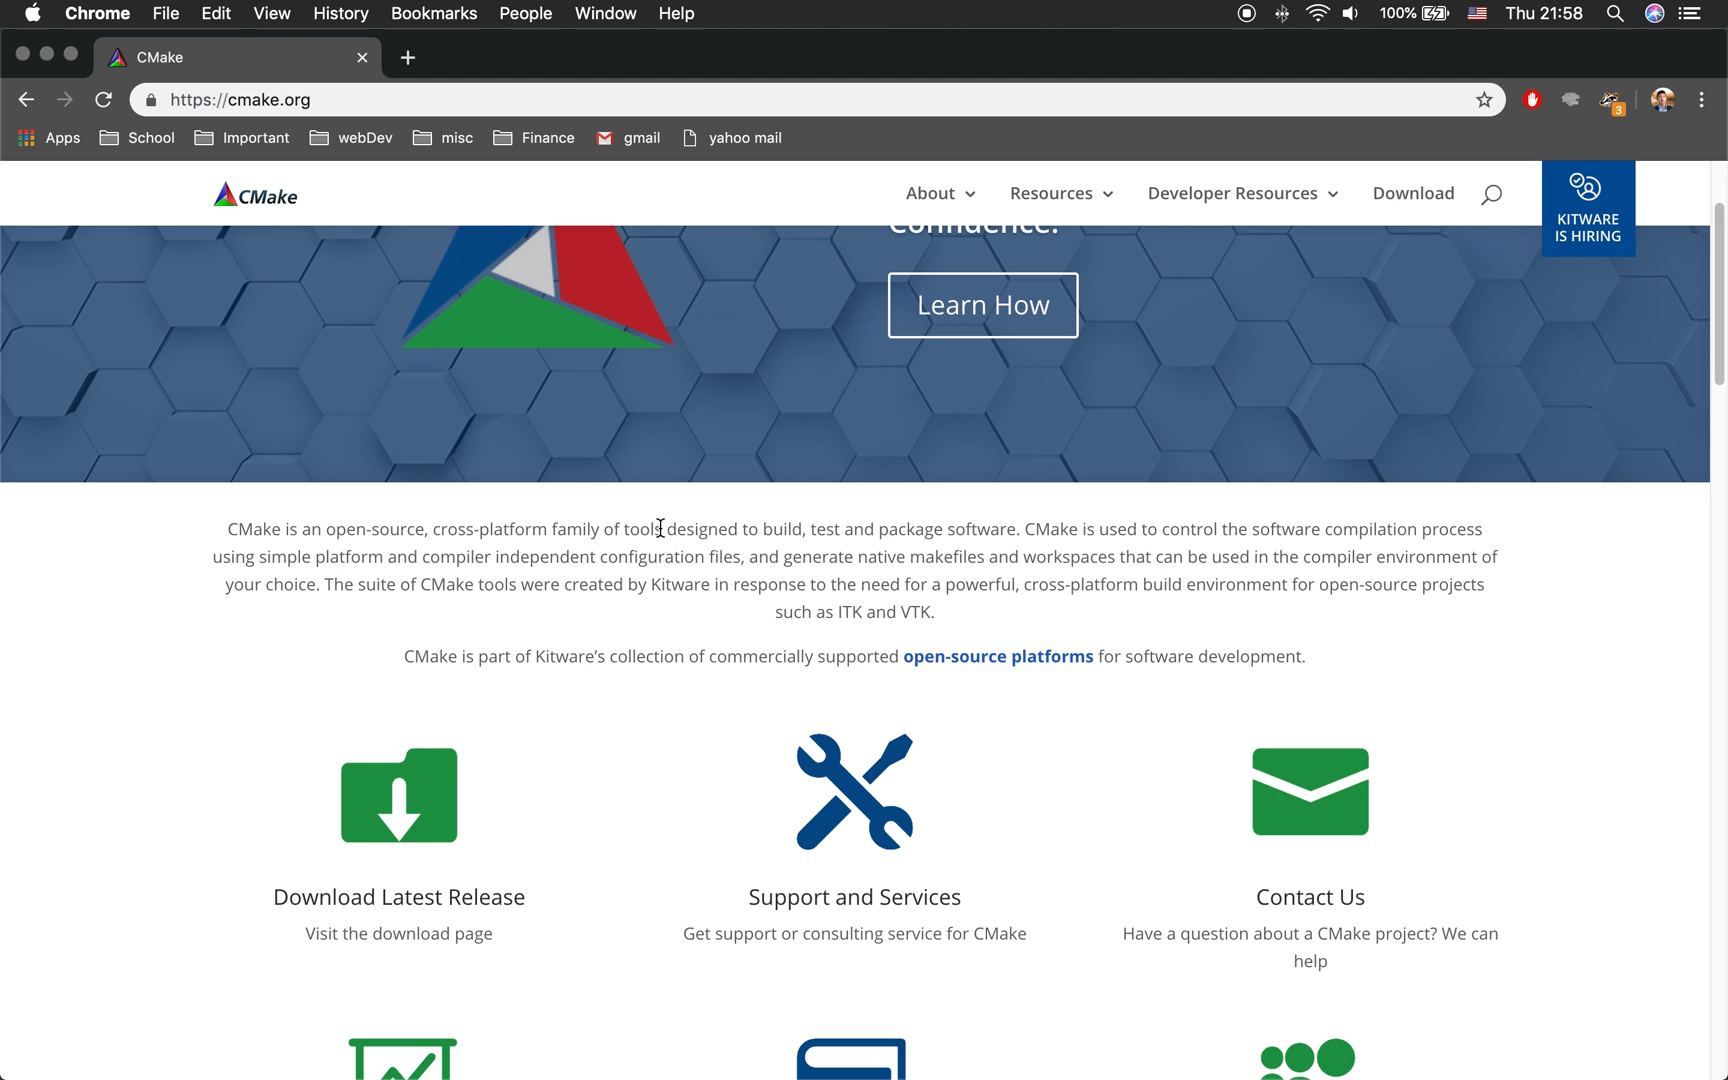 Chrome File Edit View History Bookmarks People Window Help 100% Thu 21:58
CMake
https://cmake.org
3
Apps School Important webDev misc Finance gmail yahoo mail
CMake About Resources Developer Resources Download
KITWARE
IS HIRING
Confidence.
Learn How
CMake is an open-source, cross-platform family of tools designed to build, test and package software. CMake is used to control the software compilation process
using simple platform and compiler independent configuration files, and generate native makefiles and workspaces that can be used in the compiler environment of
your choice. The suite of CMake tools were created by Kitware in response to the need for a powerful, cross-platform build environment for open-source projects
such as ITK and VTK.
CMake is part of Kitware’s collection of commercially supported open-source platforms for software development.
Download Latest Release
Visit the download page
Support and Services
Get support or consulting service for CMake
Contact Us
Have a question about a CMake project? We can
help